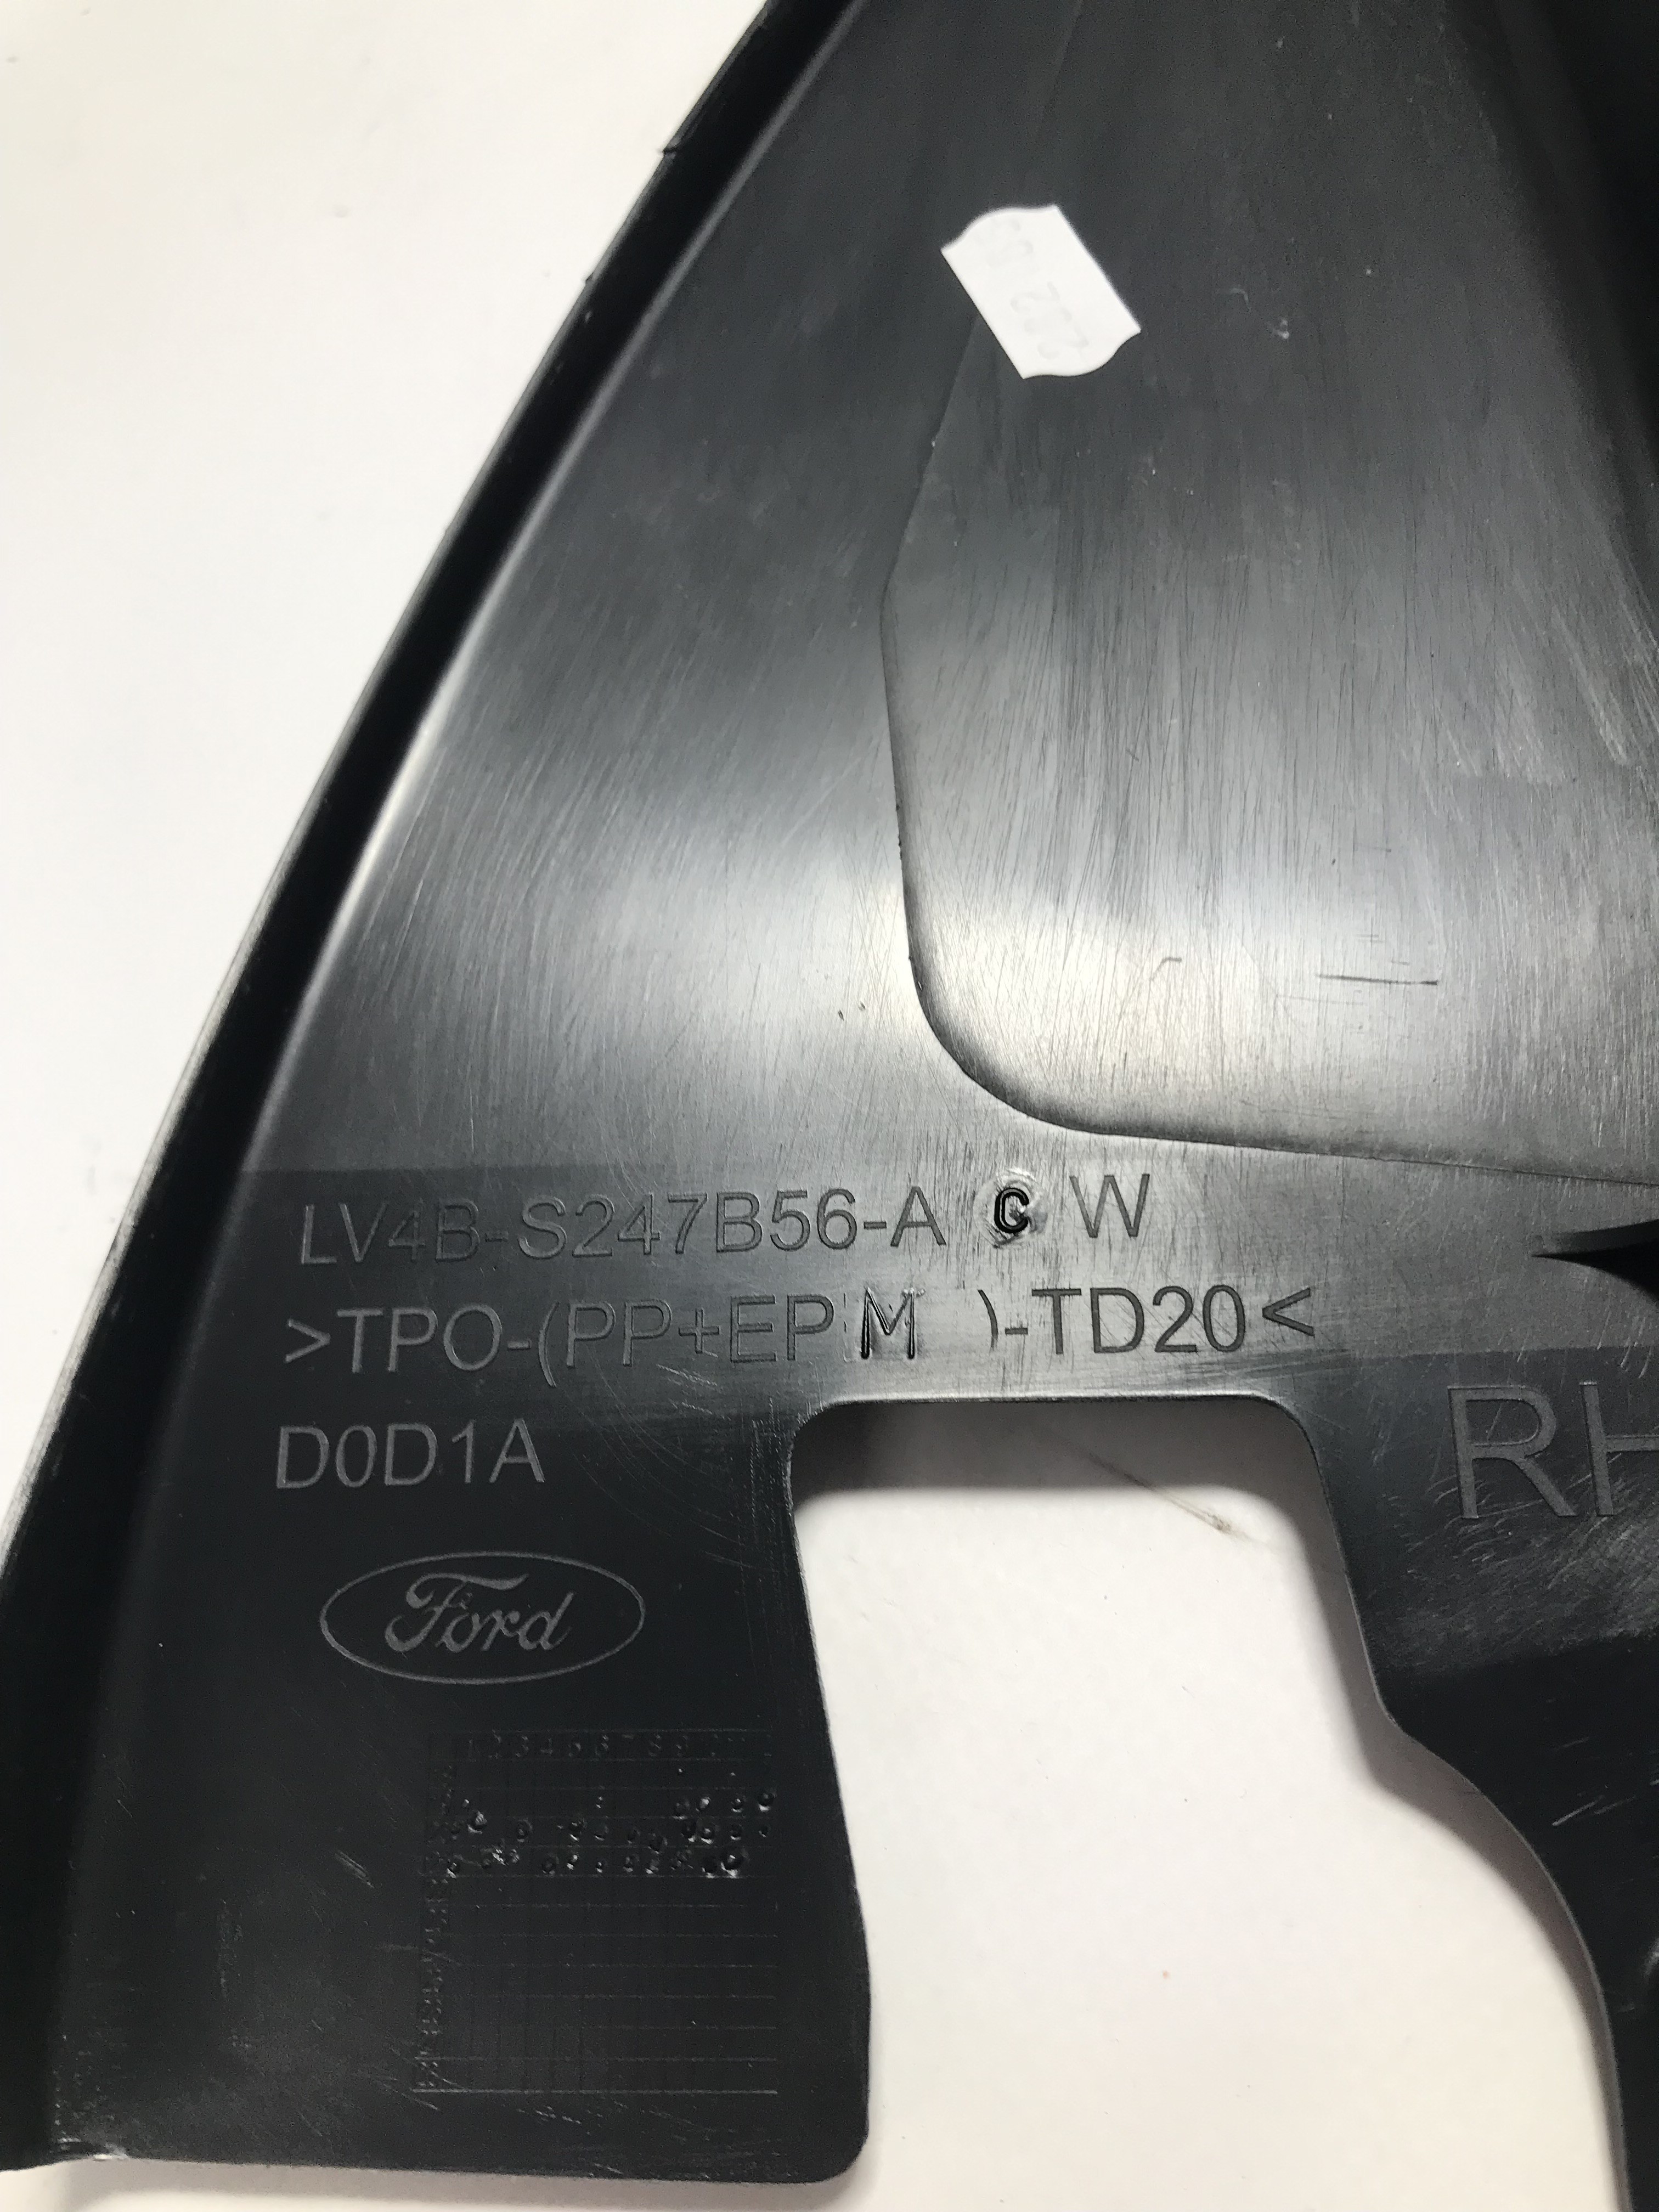 LV4B-S247B56-A C W
>TPO-(PP+EPM )-TD20<
D0D1A
RH
Ford